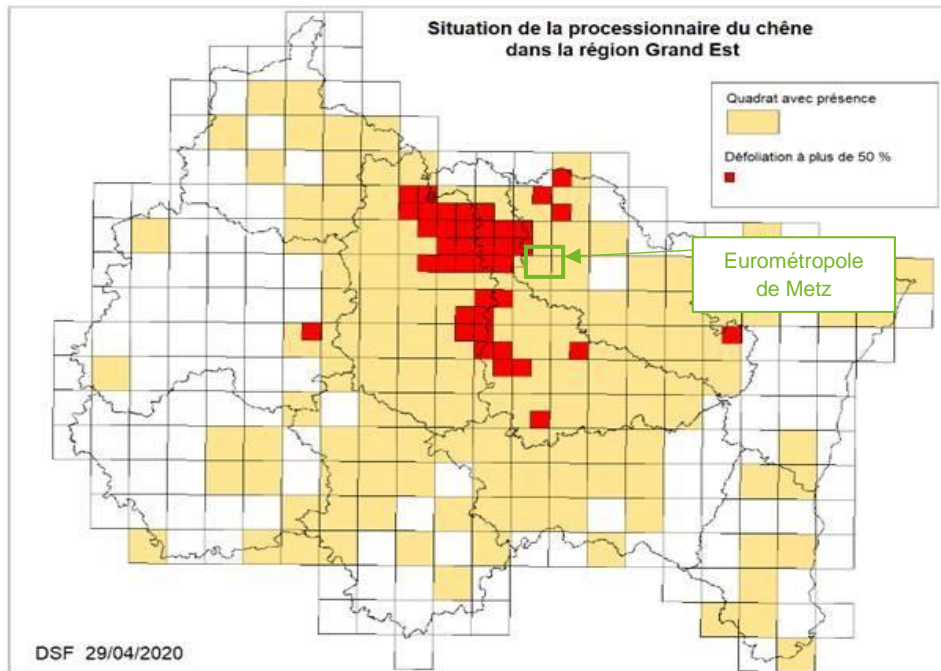 Situation de la processionnaire du chêne
dans la région Grand Est
Quadrat avec présence
Défoliation à plus de 50 %
Eurométropole
de Metz
DSF 29/04/2020